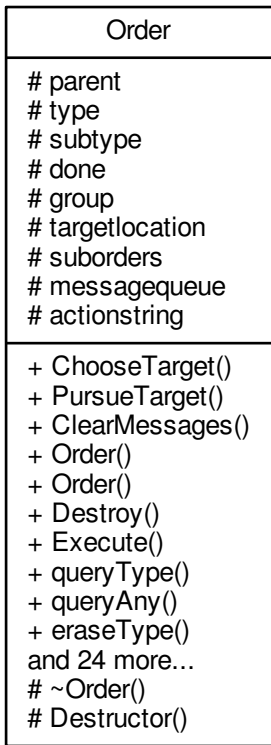 Order
# parent
# type
# subtype
# done
# group
# targetlocation
# suborders
# messagequeue
# actionstring
+ ChooseTarget()
+ PursueTarget()
+ ClearMessages()
+ Order()
+ Order()
+ Destroy()
+ Execute()
+ queryType()
+ queryAny()
+ eraseType()
and 24 more...
# ~Order()
# Destructor()